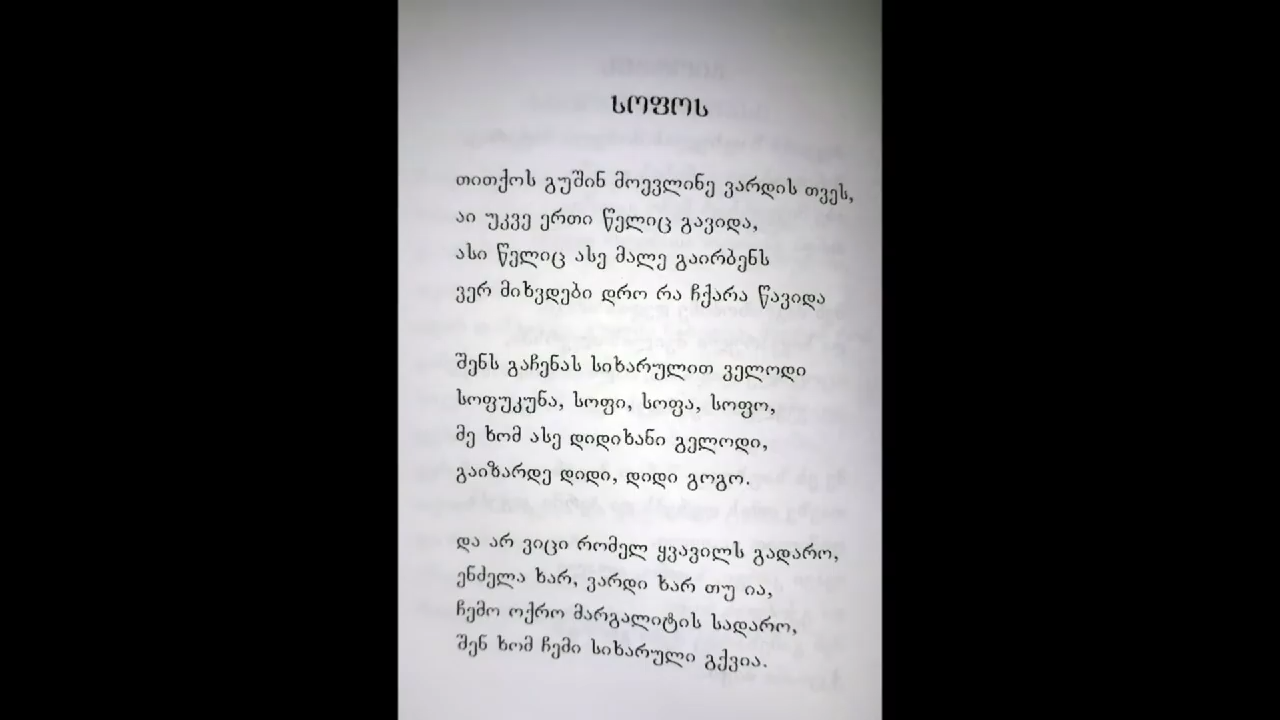 სოფოს
თითქოს გუშინ მოევლინე ვარდის თვეს,
აი უკვე ერთი წელიც გავიდა,
ასი წელიც ასე მალე გაირბენს
ვერ მიხვდები დრო რა ჩქარა წავიდა
შენს გაჩენას სიხარულით ველოდი
სოფუკუნა, სოფი, სოფა, სოფო,
მე ხომ ასე დიდიხანი გელოდი,
გაიზარდე დიდი, დიდი გოგო.
და არ ვიცი რომელ ყვავილს გადარო,
ენძელა ხარ, ვარდი ხარ თუ ია,
ჩემო ოქრო მარგალიტის სადარო,
შენ ხომ ჩემი სიხარული გქვია.